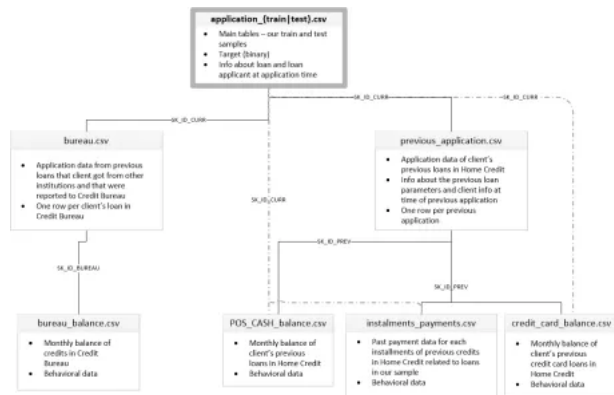 application_{train|test}.csv
• Main tables – our train and test
samples
• Target (binary)
• Info about loan and loan
applicant at application time
SK_ID_CURR
SK_ID_CURR
SK_ID_CURR
bureau.csv
• Application data from previous
loans that client got from other
institutions and that were
reported to Credit Bureau
• One row per client's loan in
Credit Bureau
previous_application.csv
• Application data of client's
previous loans in Home Credit
• Info about the previous loan
parameters and client info at
time of previous application
• One row per previous
application
SK_ID_CURR
SK_ID_PREV
SK_ID_BUREAU
SK_ID_PREV
bureau_balance.csv
• Monthly balance of
credits in Credit
Bureau
• Behavioral data
POS_CASH_balance.csv
• Monthly balance of
client's previous
loans in Home Credit
• Behavioral data
instalments_payments.csv
• Past payment data for each
installments of previous credits
in Home Credit related to loans
in our sample
• Behavioral data
credit_card_balance.csv
• Monthly balance of
client's previous
credit card loans in
Home Credit
• Behavioral data